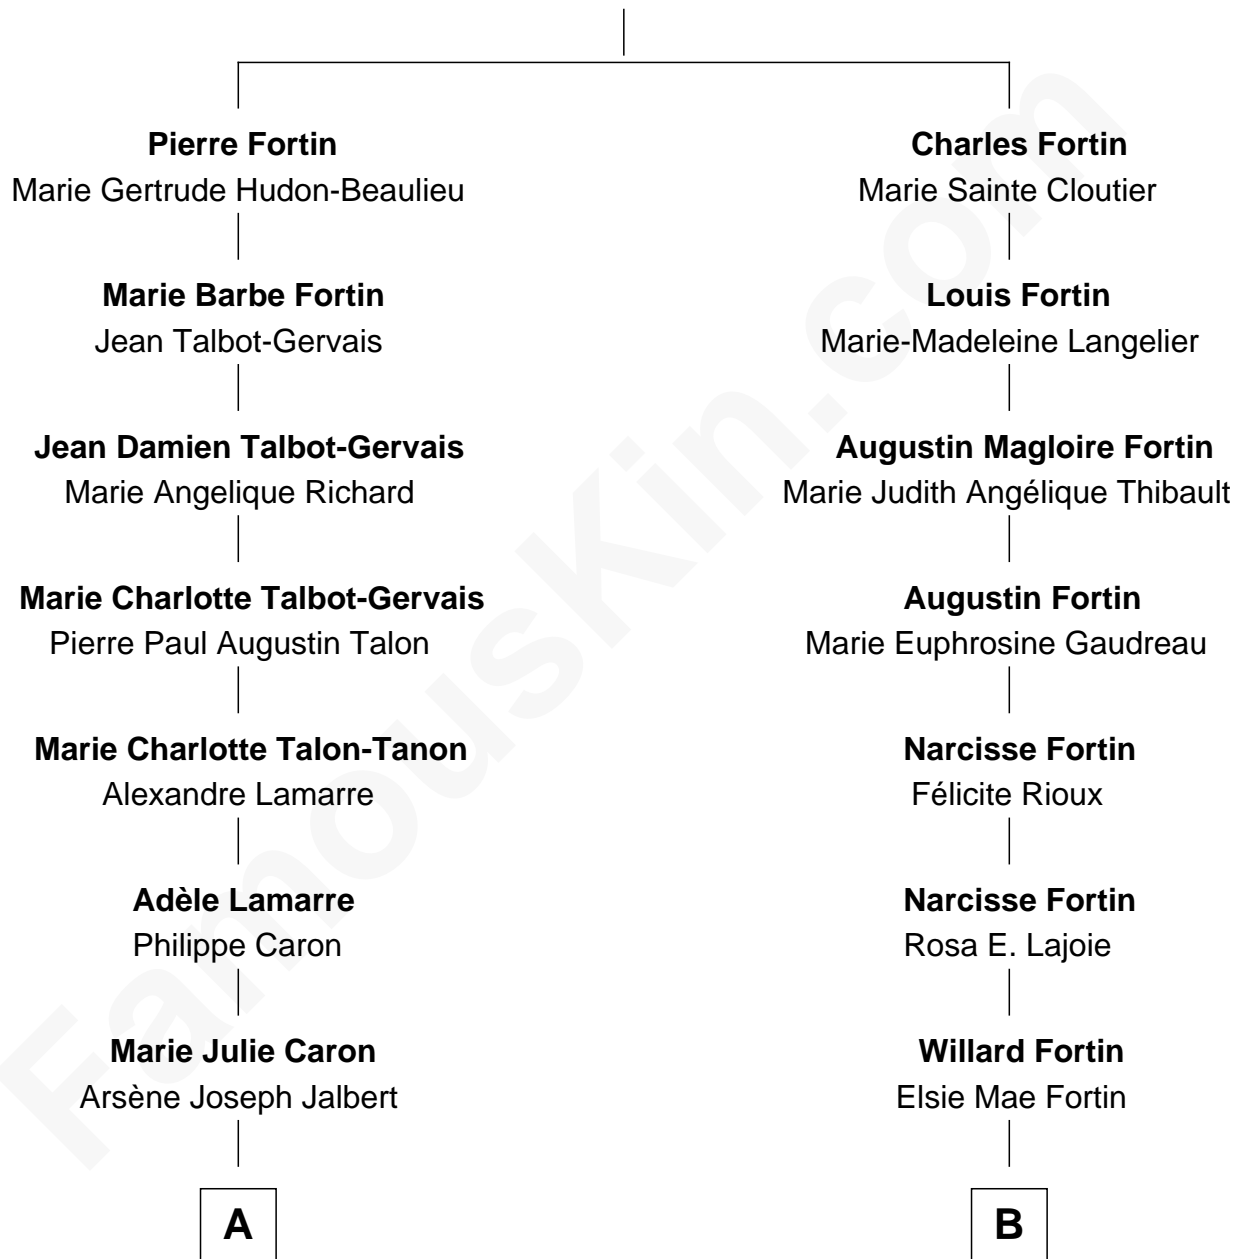 Pierre Fortin
Marie Gertrude Hudon-Beaulieu
Marie Barbe Fortin
Jean Talbot-Gervais
Jean Damien Talbot-Gervais
Marie Angelique Richard
Marie Charlotte Talbot-Gervais
Pierre Paul Augustin Talon
Marie Charlotte Talon-Tanon
Alexandre Lamarre
Adèle Lamarre
Philippe Caron
Marie Julie Caron
Arsène Joseph Jalbert
A
Charles Fortin
Marie Sainte Cloutier
Louis Fortin
Marie-Madeleine Langelier
Augustin Magloire Fortin
Marie Judith Angélique Thibault
Augustin Fortin
Marie Euphrosine Gaudreau
Narcisse Fortin
Félicite Rioux
Narcisse Fortin
Rosa E. Lajoie
Willard Fortin
Elsie Mae Fortin
B
FamousKin.com